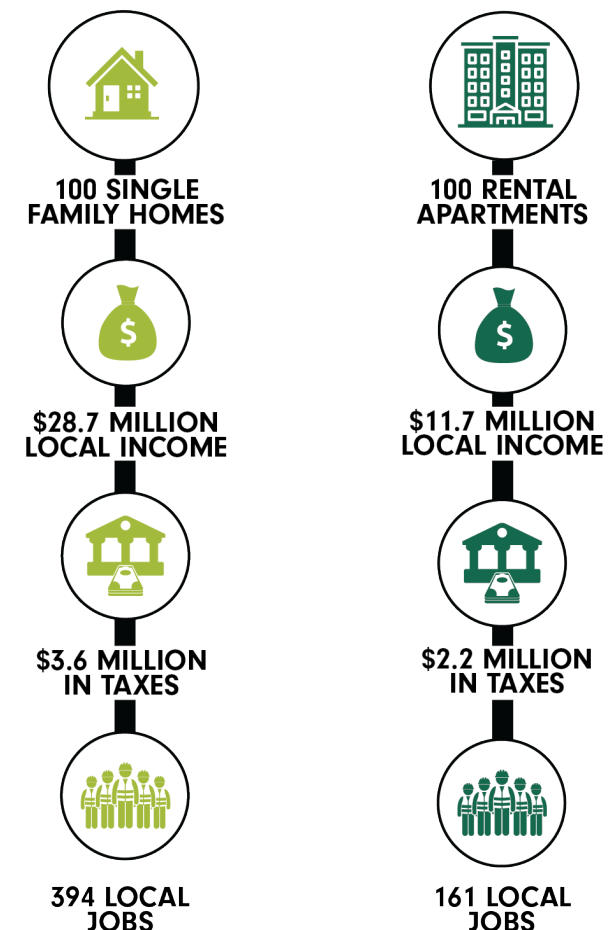 100 SINGLE
FAMILY HOMES
$
$28.7 MILLION
LOCAL INCOME
$3.6 MILLION
IN TAXES
394 LOCAL
JOBS
100 RENTAL
APARTMENTS
$
$11.7 MILLION
LOCAL INCOME
$2.2 MILLION
IN TAXES
161 LOCAL
JOBS